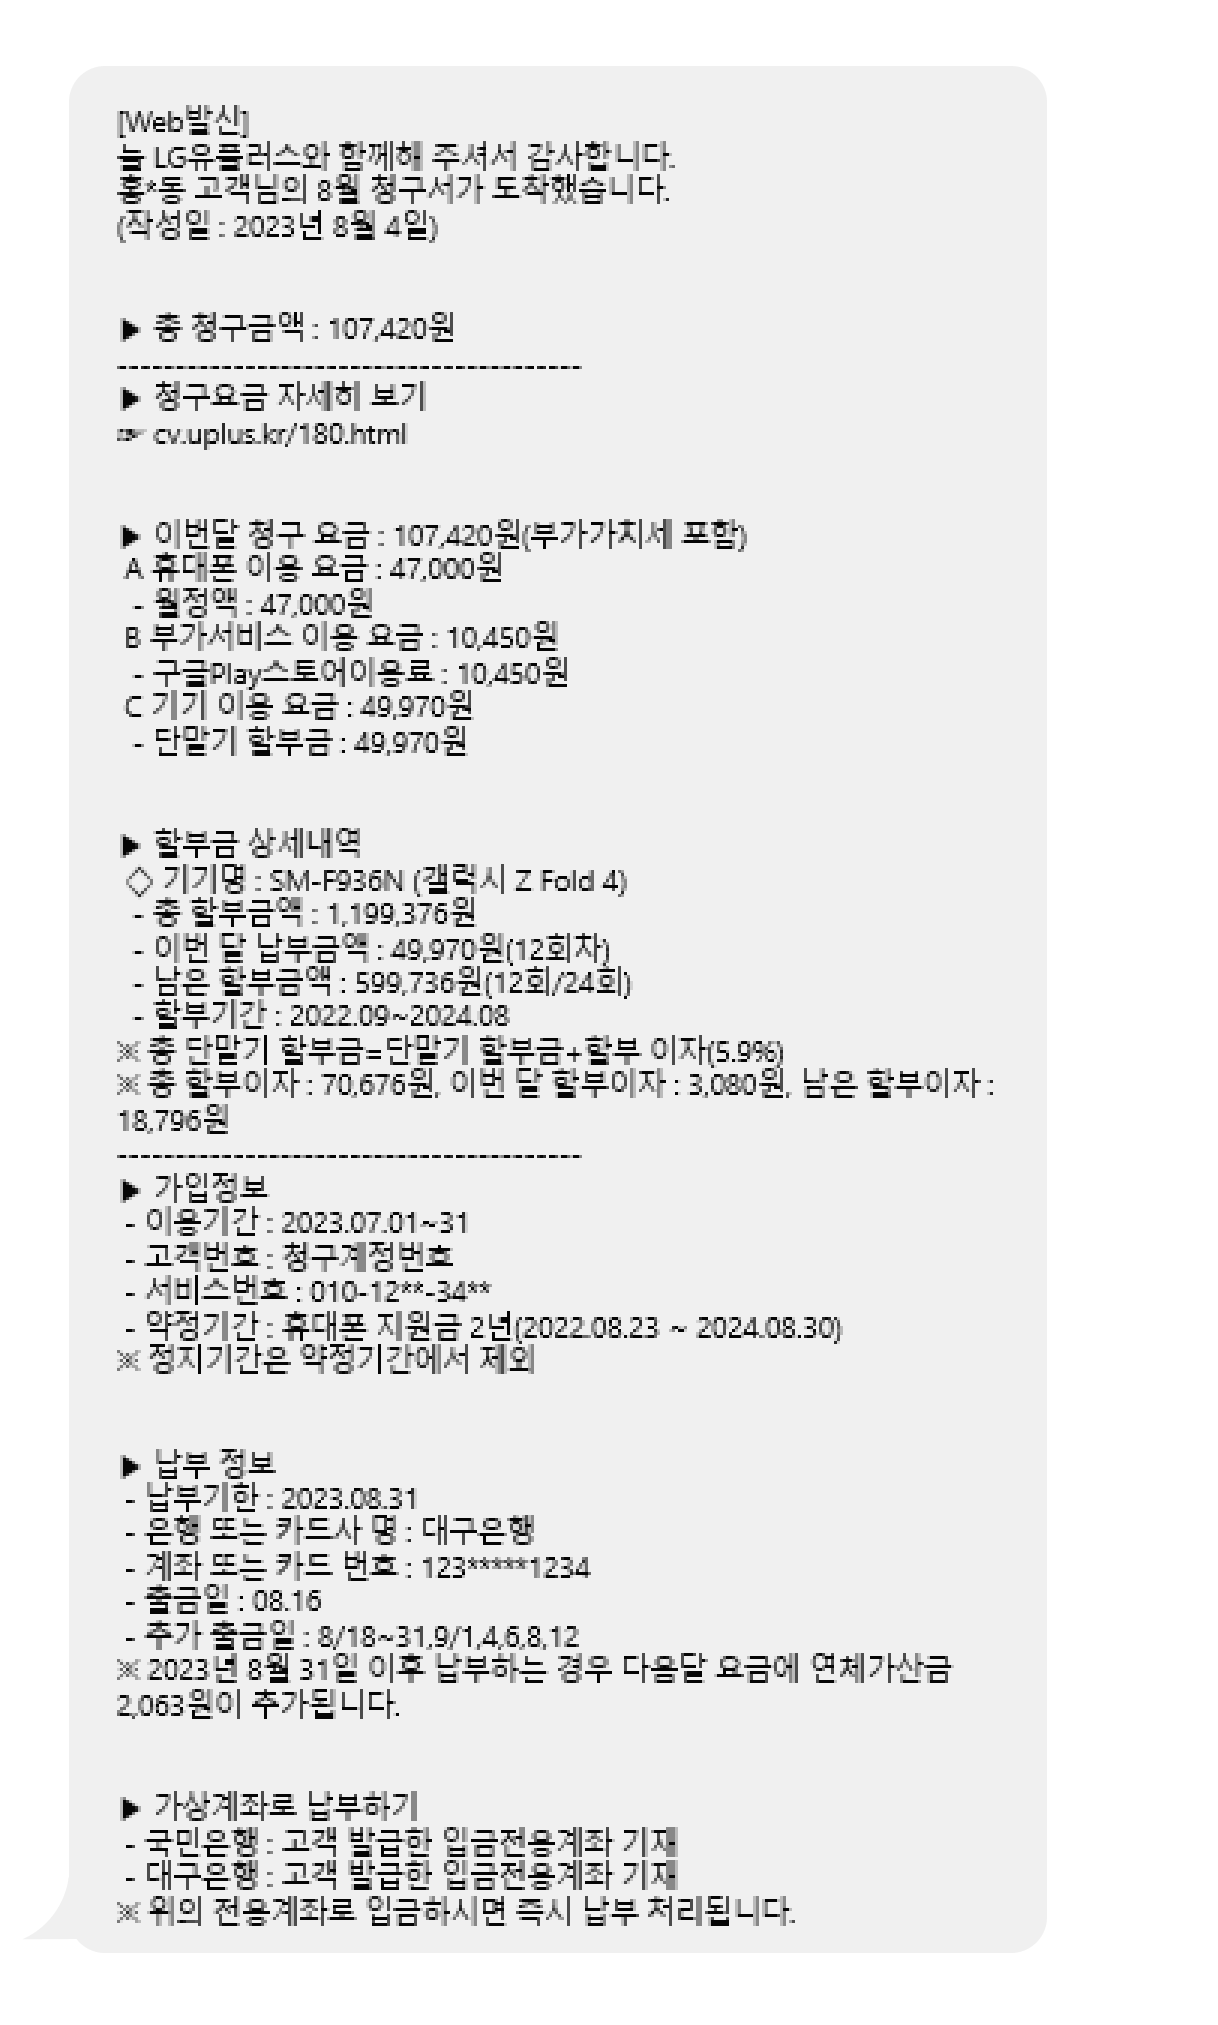 [Web발신]
늘 LG유플러스와 함께해 주셔서 감사합니다.
홍*동 고객님의 8월 청구서가 도착했습니다.
(작성일 : 2023년 8월 4일)
▶ 총 청구금액 : 107,420원
---------------------------------------
▶ 청구요금 자세히 보기
☞ cv.uplus.kr/180.html
▶ 이번달 청구 요금 : 107,420원(부가가치세 포함)
A 휴대폰 이용 요금 : 47,000원
- 월정액 : 47,000원
B 부가서비스 이용 요금 : 10,450원
- 구글Play스토어이용료 : 10,450원
C 기기 이용 요금 : 49,970원
- 단말기 할부금 : 49,970원
▶ 할부금 상세내역
◇ 기기명 : SM-F936N (갤럭시 Z Fold 4)
- 총 할부금액 : 1,199,376원
- 이번 달 납부금액 : 49,970원(12회차)
- 남은 할부금액 : 599,736원(12회/24회)
- 할부기간 : 2022.09~2024.08
※ 총 단말기 할부금=단말기 할부금+할부 이자(5.9%)
※ 총 할부이자 : 70,676원, 이번 달 할부이자 : 3,080원, 남은 할부이자 :
18,796원
---------------------------------------
▶ 가입정보
- 이용기간 : 2023.07.01~31
- 고객번호 : 청구계정번호
- 서비스번호 : 010-12**-34**
- 약정기간 : 휴대폰 지원금 2년(2022.08.23 ~ 2024.08.30)
※ 정지기간은 약정기간에서 제외
▶ 납부 정보
- 납부기한 : 2023.08.31
- 은행 또는 카드사 명 : 대구은행
- 계좌 또는 카드 번호 : 123*****1234
- 출금일 : 08.16
- 추가 출금일 : 8/18~31,9/1,4,6,8,12
※ 2023년 8월 31일 이후 납부하는 경우 다음달 요금에 연체가산금
2,063원이 추가됩니다.
▶ 가상계좌로 납부하기
- 국민은행 : 고객 발급한 입금전용계좌 기재
- 대구은행 : 고객 발급한 입금전용계좌 기재
※ 위의 전용계좌로 입금하시면 즉시 납부 처리됩니다.